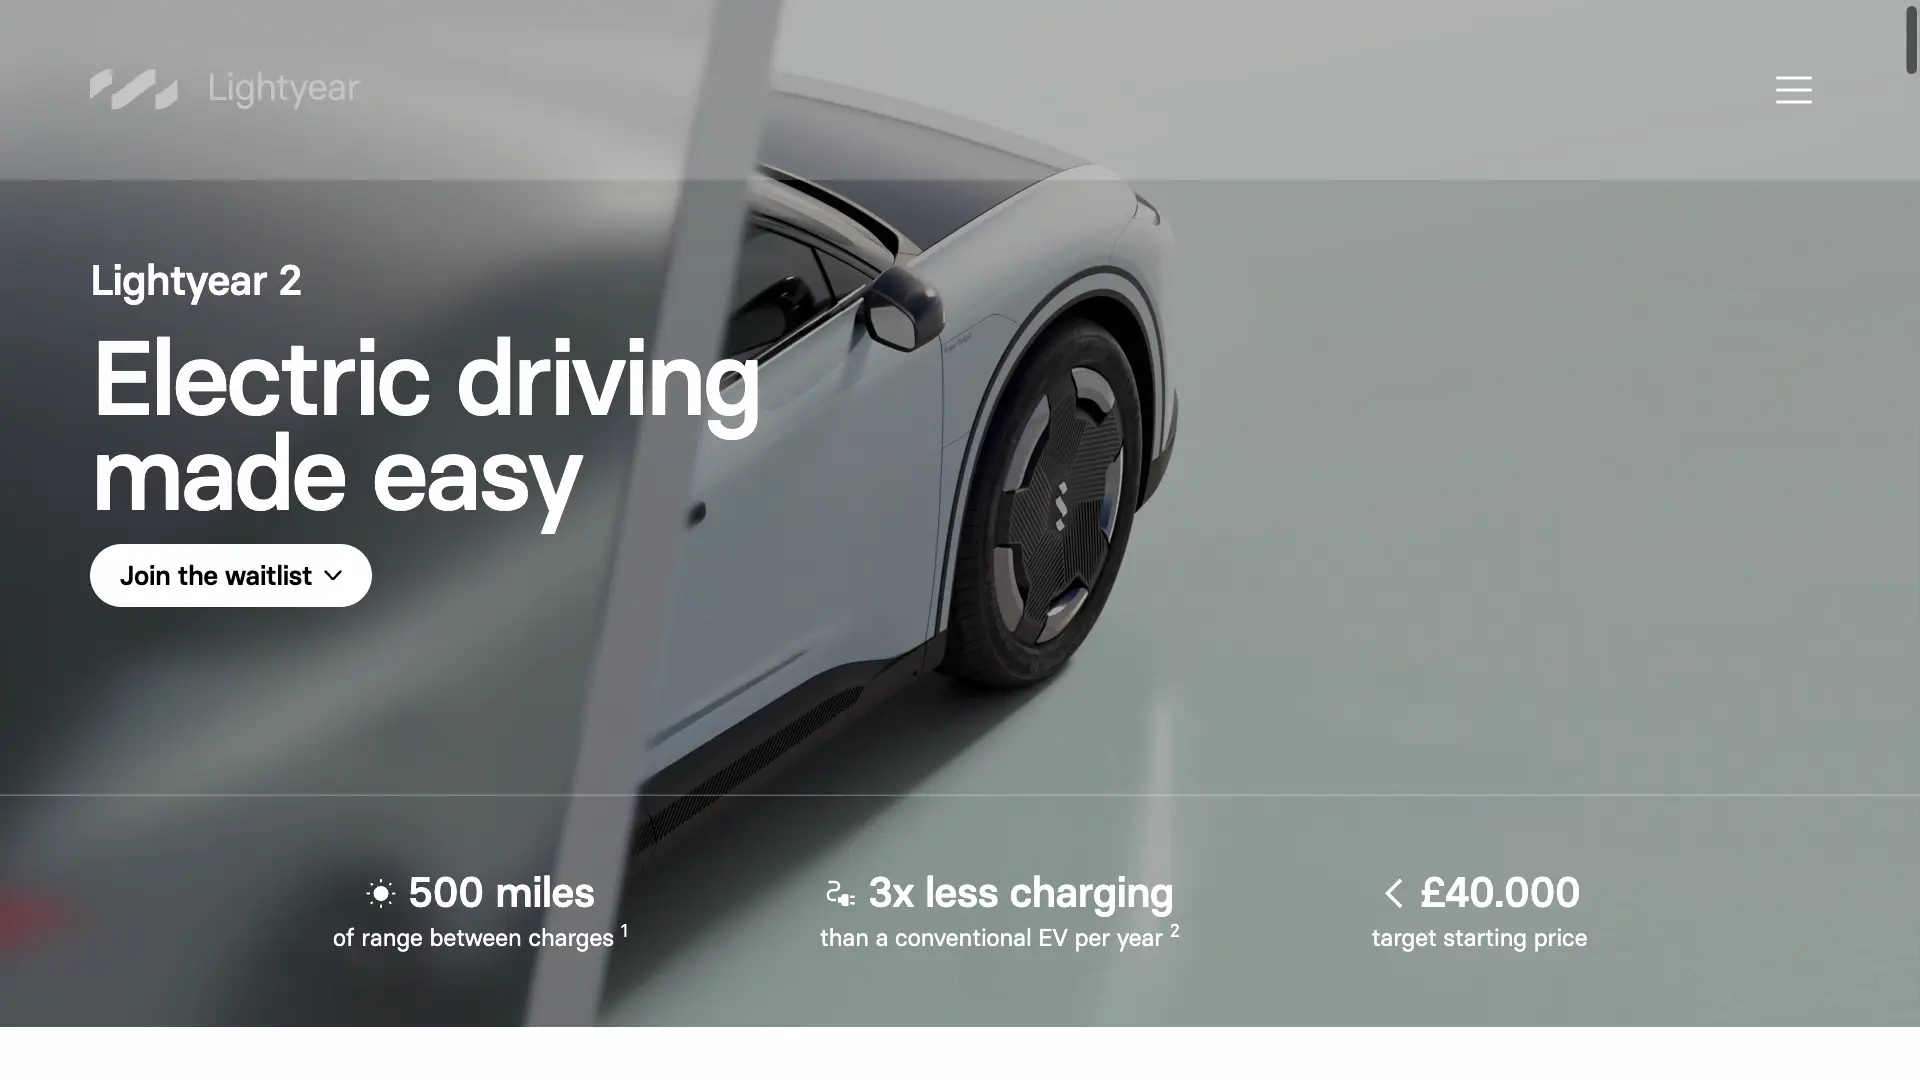 Lightyear
Lightyear 2
Electric driving
made easy
Join the waitlist
500 miles
of range between charges 1
3x less charging
than a conventional EV per year 2
< £40.000
target starting price